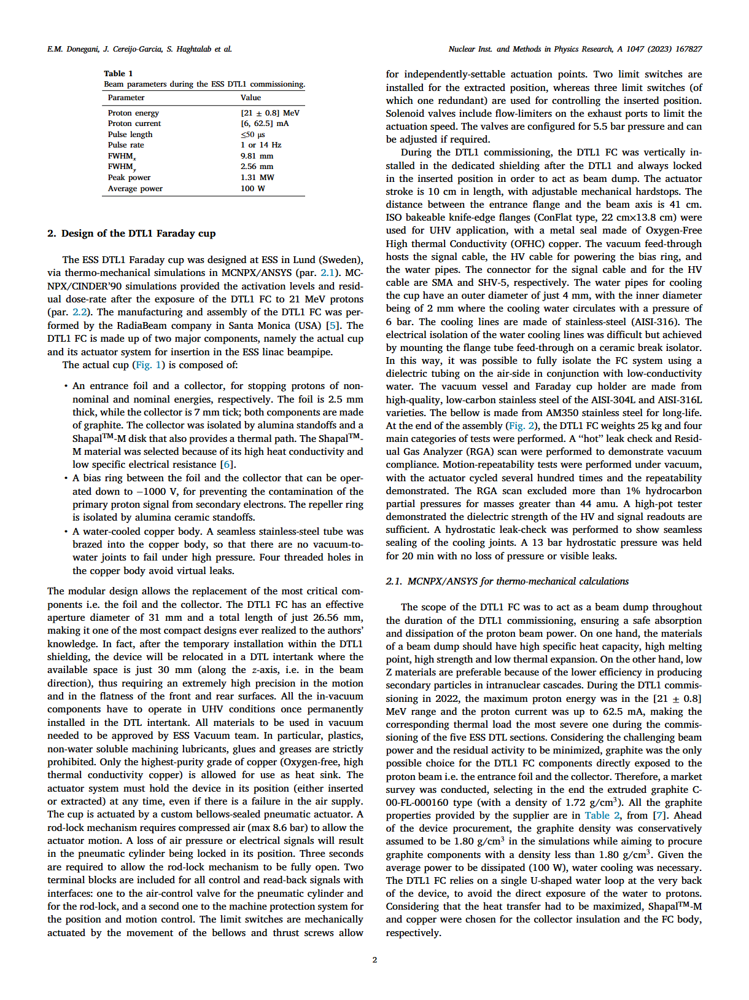 E.M. Donegani, J. Cereijo-Garcia, S. Haghtalab et al.
Nuclear Inst. and Methods in Physics Research, A 1047 (2023) 167827
Table 1
Beam parameters during the ESS DTL1 commissioning.
Parameter Value
Proton energy [21 ± 0.8] MeV
Proton current [6, 62.5] mA
Pulse length ≤50 μs
Pulse rate 1 or 14 Hz
FWHMx 9.81 mm
FWHMy 2.56 mm
Peak power 1.31 MW
Average power 100 W
2. Design of the DTL1 Faraday cup
The ESS DTL1 Faraday cup was designed at ESS in Lund (Sweden),
via thermo-mechanical simulations in MCNPX/ANSYS (par. 2.1). MC-
NPX/CINDER'90 simulations provided the activation levels and resid-
ual dose-rate after the exposure of the DTL1 FC to 21 MeV protons
(par. 2.2). The manufacturing and assembly of the DTL1 FC was per-
formed by the RadiaBeam company in Santa Monica (USA) [5]. The
DTL1 FC is made up of two major components, namely the actual cup
and its actuator system for insertion in the ESS linac beampipe.
The actual cup (Fig. 1) is composed of:
• An entrance foil and a collector, for stopping protons of non-
nominal and nominal energies, respectively. The foil is 2.5 mm
thick, while the collector is 7 mm tick; both components are made
of graphite. The collector was isolated by alumina standoffs and a
Shapal™-M disk that also provides a thermal path. The Shapal™-
M material was selected because of its high heat conductivity and
low specific electrical resistance [6].
• A bias ring between the foil and the collector that can be oper-
ated down to −1000 V, for preventing the contamination of the
primary proton signal from secondary electrons. The repeller ring
is isolated by alumina ceramic standoffs.
• A water-cooled copper body. A seamless stainless-steel tube was
brazed into the copper body, so that there are no vacuum-to-
water joints to fail under high pressure. Four threaded holes in
the copper body avoid virtual leaks.
The modular design allows the replacement of the most critical com-
ponents i.e. the foil and the collector. The DTL1 FC has an effective
aperture diameter of 31 mm and a total length of just 26.56 mm,
making it one of the most compact designs ever realized to the authors'
knowledge. In fact, after the temporary installation within the DTL1
shielding, the device will be relocated in a DTL intertank where the
available space is just 30 mm (along the z-axis, i.e. in the beam
direction), thus requiring an extremely high precision in the motion
and in the flatness of the front and rear surfaces. All the in-vacuum
components have to operate in UHV conditions once permanently
installed in the DTL intertank. All materials to be used in vacuum
needed to be approved by ESS Vacuum team. In particular, plastics,
non-water soluble machining lubricants, glues and greases are strictly
prohibited. Only the highest-purity grade of copper (Oxygen-free, high
thermal conductivity copper) is allowed for use as heat sink. The
actuator system must hold the device in its position (either inserted
or extracted) at any time, even if there is a failure in the air supply.
The cup is actuated by a custom bellows-sealed pneumatic actuator. A
rod-lock mechanism requires compressed air (max 8.6 bar) to allow the
actuator motion. A loss of air pressure or electrical signals will result
in the pneumatic cylinder being locked in its position. Three seconds
are required to allow the rod-lock mechanism to be fully open. Two
terminal blocks are included for all control and read-back signals with
interfaces: one to the air-control valve for the pneumatic cylinder and
for the rod-lock, and a second one to the machine protection system for
the position and motion control. The limit switches are mechanically
actuated by the movement of the bellows and thrust screws allow
for independently-settable actuation points. Two limit switches are
installed for the extracted position, whereas three limit switches (of
which one redundant) are used for controlling the inserted position.
Solenoid valves include flow-limiters on the exhaust ports to limit the
actuation speed. The valves are configured for 5.5 bar pressure and can
be adjusted if required.
During the DTL1 commissioning, the DTL1 FC was vertically in-
stalled in the dedicated shielding after the DTL1 and always locked
in the inserted position in order to act as beam dump. The actuator
stroke is 10 cm in length, with adjustable mechanical hardstops. The
distance between the entrance flange and the beam axis is 41 cm.
ISO bakeable knife-edge flanges (ConFlat type, 22 cm×13.8 cm) were
used for UHV application, with a metal seal made of Oxygen-Free
High thermal Conductivity (OFHC) copper. The vacuum feed-through
hosts the signal cable, the HV cable for powering the bias ring, and
the water pipes. The connector for the signal cable and for the HV
cable are SMA and SHV-5, respectively. The water pipes for cooling
the cup have an outer diameter of just 4 mm, with the inner diameter
being of 2 mm where the cooling water circulates with a pressure of
6 bar. The cooling lines are made of stainless-steel (AISI-316). The
electrical isolation of the water cooling lines was difficult but achieved
by mounting the flange tube feed-through on a ceramic break isolator.
In this way, it was possible to fully isolate the FC system using a
dielectric tubing on the air-side in conjunction with low-conductivity
water. The vacuum vessel and Faraday cup holder are made from
high-quality, low-carbon stainless steel of the AISI-304L and AISI-316L
varieties. The bellow is made from AM350 stainless steel for long-life.
At the end of the assembly (Fig. 2), the DTL1 FC weights 25 kg and four
main categories of tests were performed. A "hot" leak check and Resid-
ual Gas Analyzer (RGA) scan were performed to demonstrate vacuum
compliance. Motion-repeatability tests were performed under vacuum,
with the actuator cycled several hundred times and the repeatability
demonstrated. The RGA scan excluded more than 1% hydrocarbon
partial pressures for masses greater than 44 amu. A high-pot tester
demonstrated the dielectric strength of the HV and signal readouts are
sufficient. A hydrostatic leak-check was performed to show seamless
sealing of the cooling joints. A 13 bar hydrostatic pressure was held
for 20 min with no loss of pressure or visible leaks.
2.1. MCNPX/ANSYS for thermo-mechanical calculations
The scope of the DTL1 FC was to act as a beam dump throughout
the duration of the DTL1 commissioning, ensuring a safe absorption
and dissipation of the proton beam power. On one hand, the materials
of a beam dump should have high specific heat capacity, high melting
point, high strength and low thermal expansion. On the other hand, low
Z materials are preferable because of the lower efficiency in producing
secondary particles in intranuclear cascades. During the DTL1 commis-
sioning in 2022, the maximum proton energy was in the [21 ± 0.8]
MeV range and the proton current was up to 62.5 mA, making the
corresponding thermal load the most severe one during the commis-
sioning of the five ESS DTL sections. Considering the challenging beam
power and the residual activity to be minimized, graphite was the only
possible choice for the DTL1 FC components directly exposed to the
proton beam i.e. the entrance foil and the collector. Therefore, a market
survey was conducted, selecting in the end the extruded graphite C-
00-FL-000160 type (with a density of 1.72 g/cm³). All the graphite
properties provided by the supplier are in Table 2, from [7]. Ahead
of the device procurement, the graphite density was conservatively
assumed to be 1.80 g/cm³ in the simulations while aiming to procure
graphite components with a density less than 1.80 g/cm³. Given the
average power to be dissipated (100 W), water cooling was necessary.
The DTL1 FC relies on a single U-shaped water loop at the very back
of the device, to avoid the direct exposure of the water to protons.
Considering that the heat transfer had to be maximized, Shapal™-M
and copper were chosen for the collector insulation and the FC body,
respectively.
2